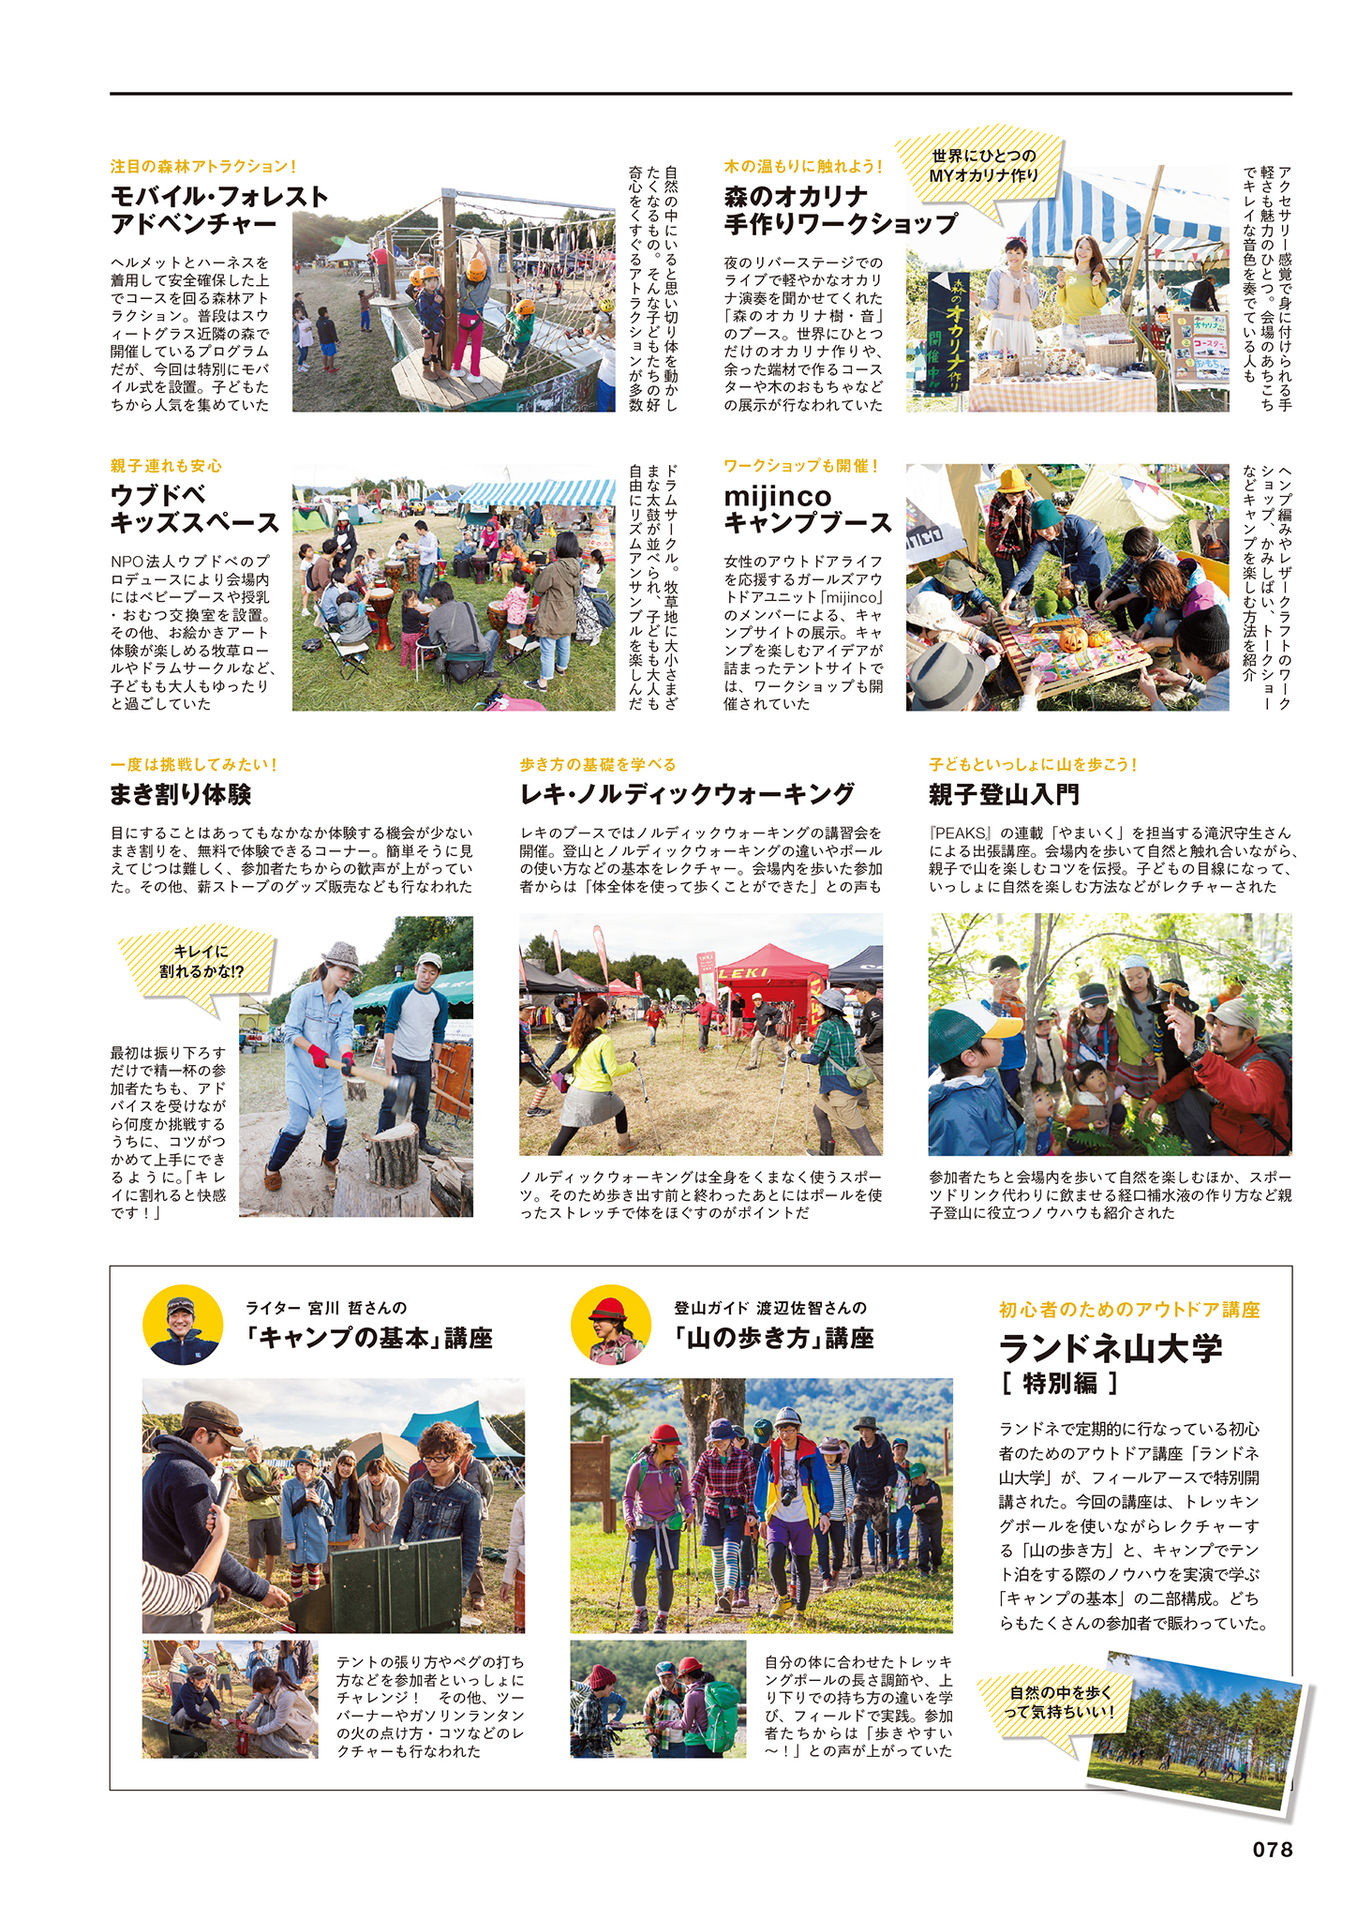 注目の森林アトラクション!
モバイル・フォレスト
アドベンチャー
ヘルメットとハーネスを
着用して安全確保した上
でコースを回る森林アト
ラクション。普段はスウ
ィートグラス近隣の森で
開催しているプログラム
だが、今回は特別にモバ
イル式を設置。子どもた
ちから人気を集めていた
自然の中にいると思い切り体を動かし
たくなるもの。そんな子どもたちの好
奇心をくすぐるアトラクションが多数
木の温もりに触れよう!
森のオカリナ
手作りワークショップ
世界にひとつの
MYオカリナ作り
夜のリバーステージでの
ライブで軽やかなオカリ
ナ演奏を聞かせてくれた
「森のオカリナ樹・音」
のブース。世界にひとつ
だけのオカリナ作りや、
余った端材で作るコース
ターや木のおもちゃなど
の展示が行なわれていた
森のオカリナ作り
開催中!!
オカリナ
コースター
おもちゃ
アクセサリー感覚で身に付けられる手
軽さも魅力のひとつ。会場のあちこち
でキレイな音色を奏でている人も
親子連れも安心
ウブドベ
キッズスペース
NPO法人ウブドベのプ
ロデュースにより会場内
にはベビーブースや授乳
・おむつ交換室を設置。
その他、お絵かきアート
体験が楽しめる牧草ロー
ルやドラムサークルなど、
子どもも大人もゆったり
と過ごしていた
ドラムサークル。牧草地に大小さまざ
まな太鼓が並べられ、子どもも大人も
自由にリズムアンサンブルを楽しんだ
ワークショップも開催!
mijinco
キャンプブース
女性のアウトドアライフ
を応援するガールズアウ
トドアユニット「mijinco」
のメンバーによる、キャ
ンプサイトの展示。キャ
ンプを楽しむアイデアが
詰まったテントサイトで
は、ワークショップも開
催されていた
ヘンプ編みやレザークラフトのワーク
ショップ、かみしばい、トークショー
などキャンプを楽しむ方法を紹介
一度は挑戦してみたい!
まき割り体験
目にすることはあってもなかなか体験する機会が少ない
まき割りを、無料で体験できるコーナー。簡単そうに見
えてじつは難しく、参加者たちからの歓声が上がってい
た。その他、薪ストーブのグッズ販売なども行なわれた
キレイに
割れるかな!?
最初は振り下ろす
だけで精一杯の参
加者たちも、アド
バイスを受けなが
ら何度か挑戦する
うちに、コツがつ
かめて上手にでき
るように。「キレ
イに割れると快感
です！」
歩き方の基礎を学べる
レキ・ノルディックウォーキング
レキのブースではノルディックウォーキングの講習会を
開催。登山とノルディックウォーキングの違いやポール
の使い方などの基本をレクチャー。会場内を歩いた参加
者からは「体全体を使って歩くことができた」との声も
LEKI
ノルディックウォーキングは全身をくまなく使うスポー
ツ。そのため歩き出す前と終わったあとにはポールを使
ったストレッチで体をほぐすのがポイントだ
子どもといっしょに山を歩こう!
親子登山入門
『PEAKS』の連載「やまいく」を担当する滝沢守生さん
による出張講座。会場内を歩いて自然と触れ合いながら、
親子で山を楽しむコツを伝授。子どもの目線になって、
いっしょに自然を楽しむ方法などがレクチャーされた
参加者たちと会場内を歩いて自然を楽しむほか、スポー
ツドリンク代わりに飲ませる経口補水液の作り方など親
子登山に役立つノウハウも紹介された
ライター 宮川 哲さんの
「キャンプの基本」講座
テントの張り方やペグの打ち
方などを参加者といっしょに
チャレンジ！　その他、ツー
バーナーやガソリンランタン
の火の点け方・コツなどのレ
クチャーも行なわれた
登山ガイド 渡辺佐智さんの
「山の歩き方」講座
自分の体に合わせたトレッキ
ングポールの長さ調節や、上
り下りでの持ち方の違いを学
び、フィールドで実践。参加
者たちからは「歩きやすい
〜！」との声が上がっていた
初心者のためのアウトドア講座
ランドネ山大学
［ 特別編 ］
ランドネで定期的に行なっている初心
者のためのアウトドア講座「ランドネ
山大学」が、フィールアースで特別開
講された。今回の講座は、トレッキン
グポールを使いながらレクチャーす
る「山の歩き方」と、キャンプでテン
ト泊をする際のノウハウを実演で学ぶ
「キャンプの基本」の二部構成。どち
らもたくさんの参加者で賑わっていた。
自然の中を歩く
って気持ちいい！
078